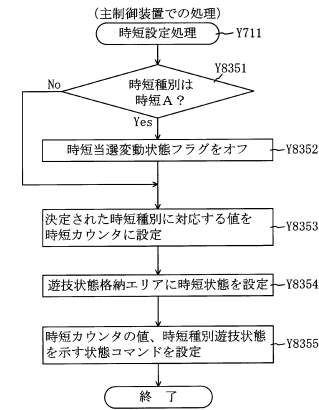 (主制御装置での処理)
時短設定処理
Y711
Y8351
時短種別は
時短A?
No
Yes
時短当選変動状態フラグをオフ
Y8352
決定された時短種別に対応する値を
時短カウンタに設定
Y8353
遊技状態格納エリアに時短状態を設定
Y8354
時短カウンタの値、時短種別遊技状態
を示す状態コマンドを設定
Y8355
終 了